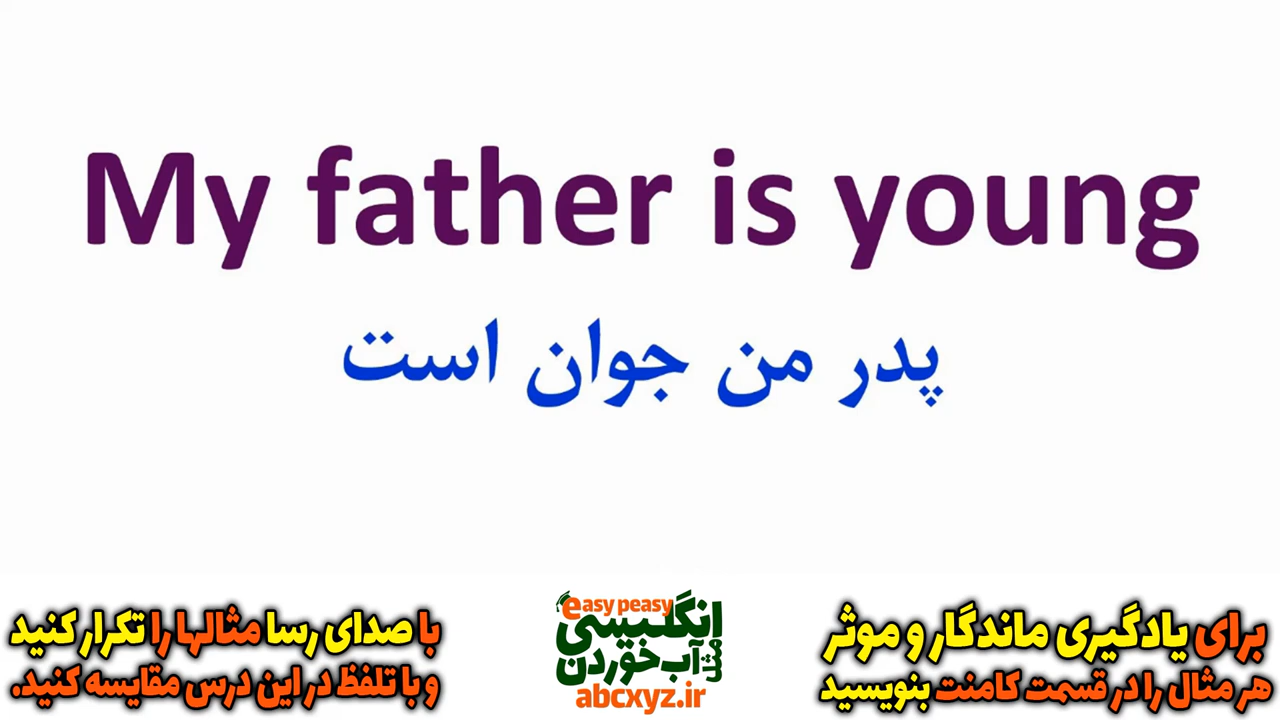 My father is young
پدر من جوان است
برای یادگیری ماندگار و موثر
هر مثال را در قسمت کامنت بنویسید
easy peasy
انگلیسی
مثل آب خوردن
abcxyz.ir
با صدای رسا مثالها را تکرار کنید
و با تلفظ در این درس مقایسه کنید.